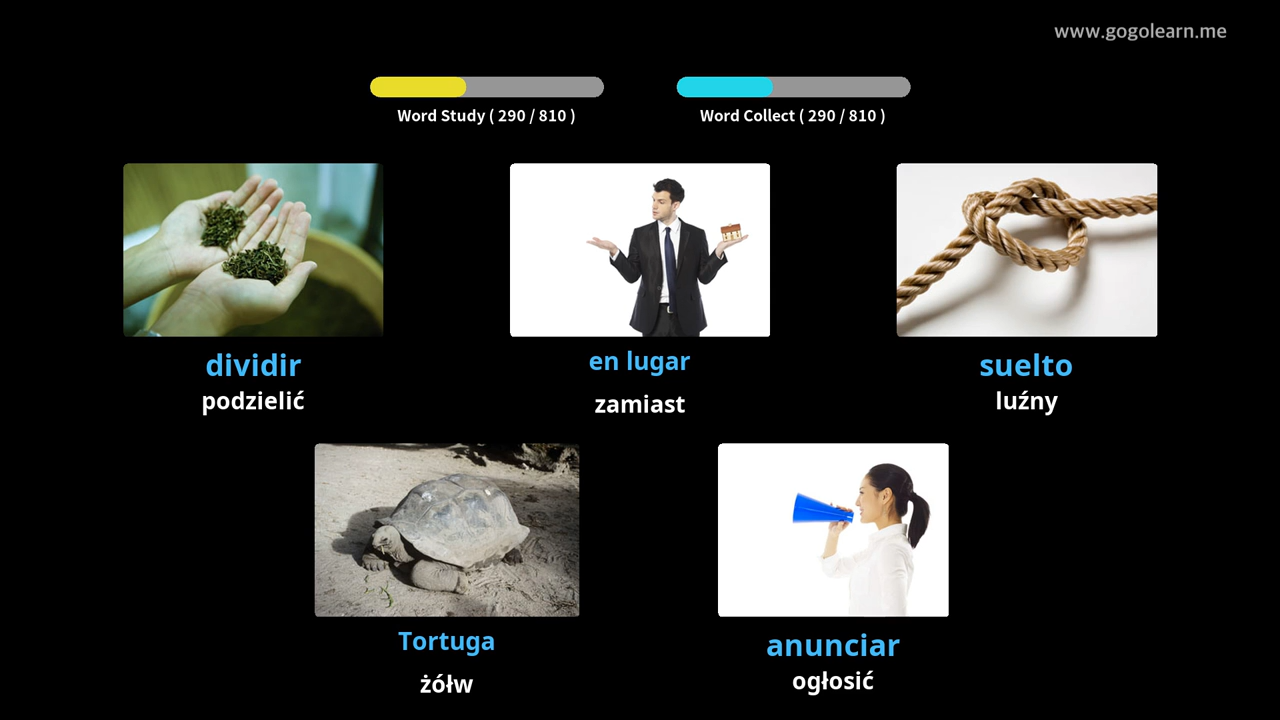 www.gogolearn.me
Word Study ( 290 / 810 )
Word Collect ( 290 / 810 )
dividir
podzielić
en lugar
zamiast
suelto
luźny
Tortuga
żółw
anunciar
ogłosić